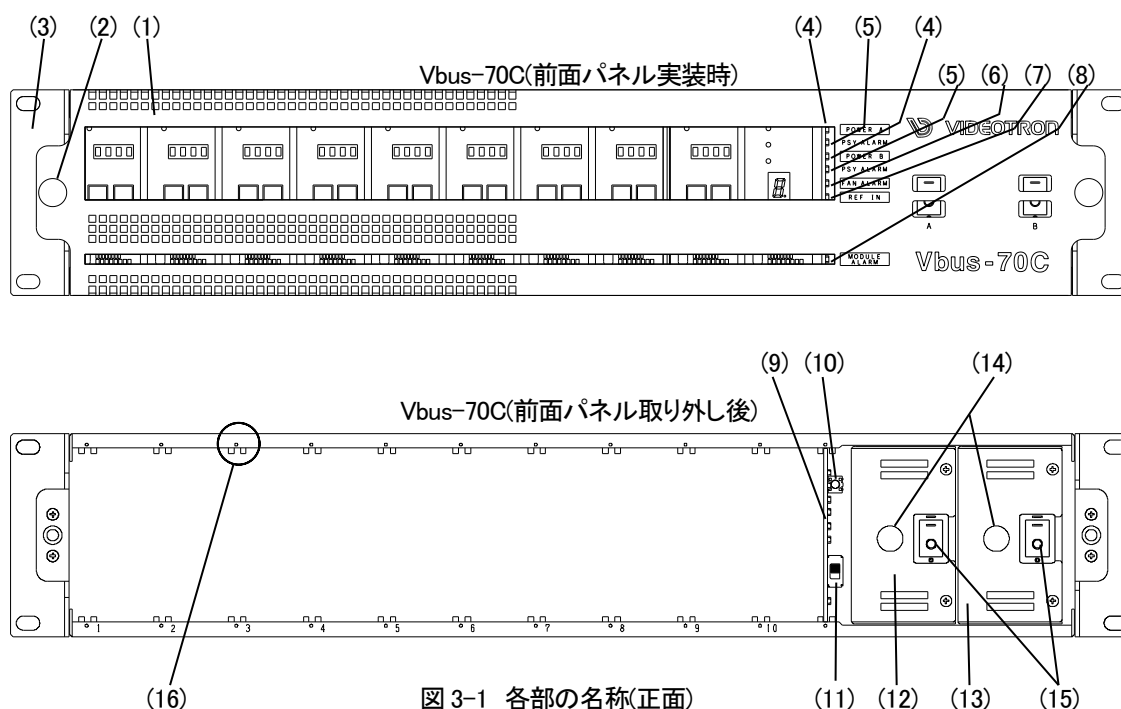 (3) (2) (1) (4) (5) (4) (5) (6) (7) (8)
Vbus-70C(前面パネル実装時)
POWER A
PSY ALARM
POWER B
PSY ALARM
FAN ALARM
REF IN
VIDEOTRON
A B
MODULE
ALARM
Vbus-70C
(9) (10) (14)
Vbus-70C(前面パネル取り外し後)
1 2 3 4 5 6 7 8 9 10
(16) 図 3-1 各部の名称(正面) (11) (12) (13) (15)